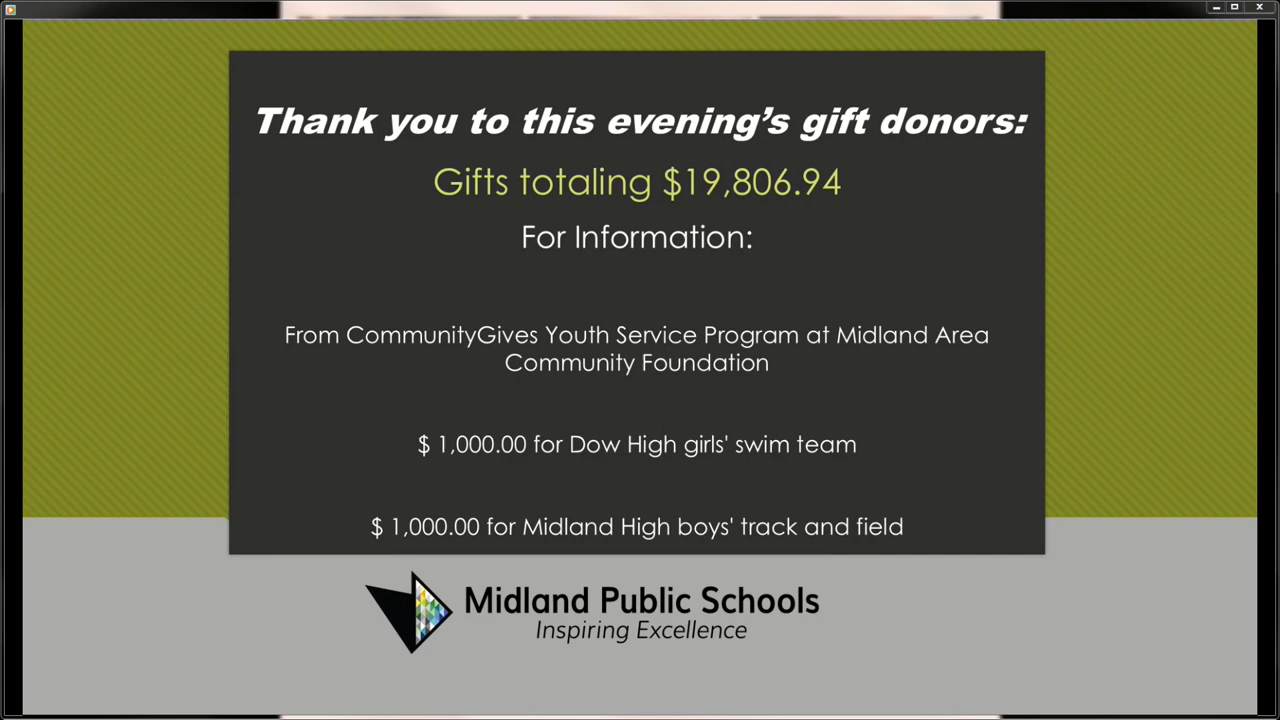 Thank you to this evening’s gift donors:
Gifts totaling $19,806.94
For Information:
From CommunityGives Youth Service Program at Midland Area
Community Foundation
$ 1,000.00 for Dow High girls' swim team
$ 1,000.00 for Midland High boys' track and field
Midland Public Schools
Inspiring Excellence